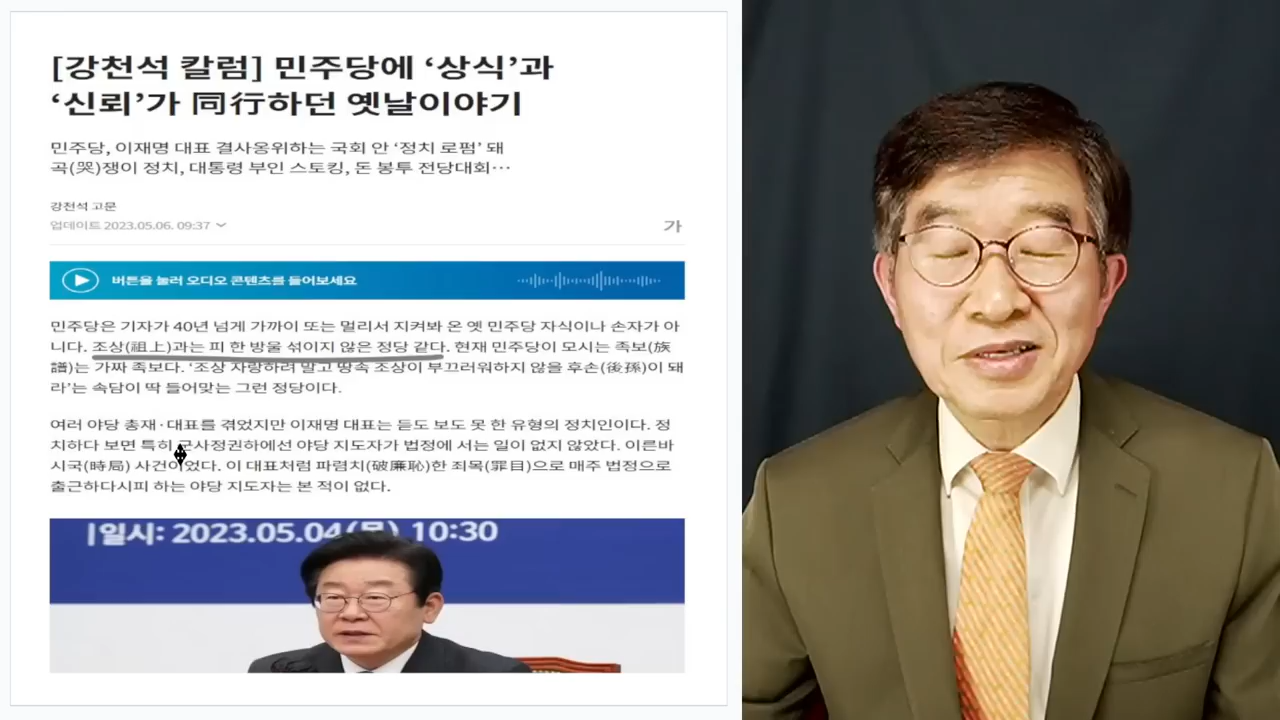 [강천석 칼럼] 민주당에 ‘상식’과
‘신뢰’가 同行하던 옛날이야기
민주당, 이재명 대표 결사옹위하는 국회 안 ‘정치 로펌’ 돼
곡(哭)쟁이 정치, 대통령 부인 스토킹, 돈 봉투 전당대회…
강천석 고문
업데이트 2023.05.06. 09:37
가
버튼을 눌러 오디오 콘텐츠를 들어보세요
민주당은 기자가 40년 넘게 가까이 또는 멀리서 지켜봐 온 옛 민주당 자식이나 손자가 아
니다. 조상(祖上)과는 피 한 방울 섞이지 않은 정당 같다. 현재 민주당이 모시는 족보(族
譜)는 가짜 족보다. ‘조상 자랑하려 말고 땅속 조상이 부끄러워하지 않을 후손(後孫)이 돼
라’는 속담이 딱 들어맞는 그런 정당이다.
여러 야당 총재·대표를 겪었지만 이재명 대표는 듣도 보도 못 한 유형의 정치인이다. 정
치하다 보면 특히 군사정권하에선 야당 지도자가 법정에 서는 일이 없지 않았다. 이른바
시국(時局) 사건이었다. 이 대표처럼 파렴치(破廉恥)한 죄목(罪目)으로 매주 법정으로
출근하다시피 하는 야당 지도자는 본 적이 없다.
|일시: 2023.05.04(목) 10:30